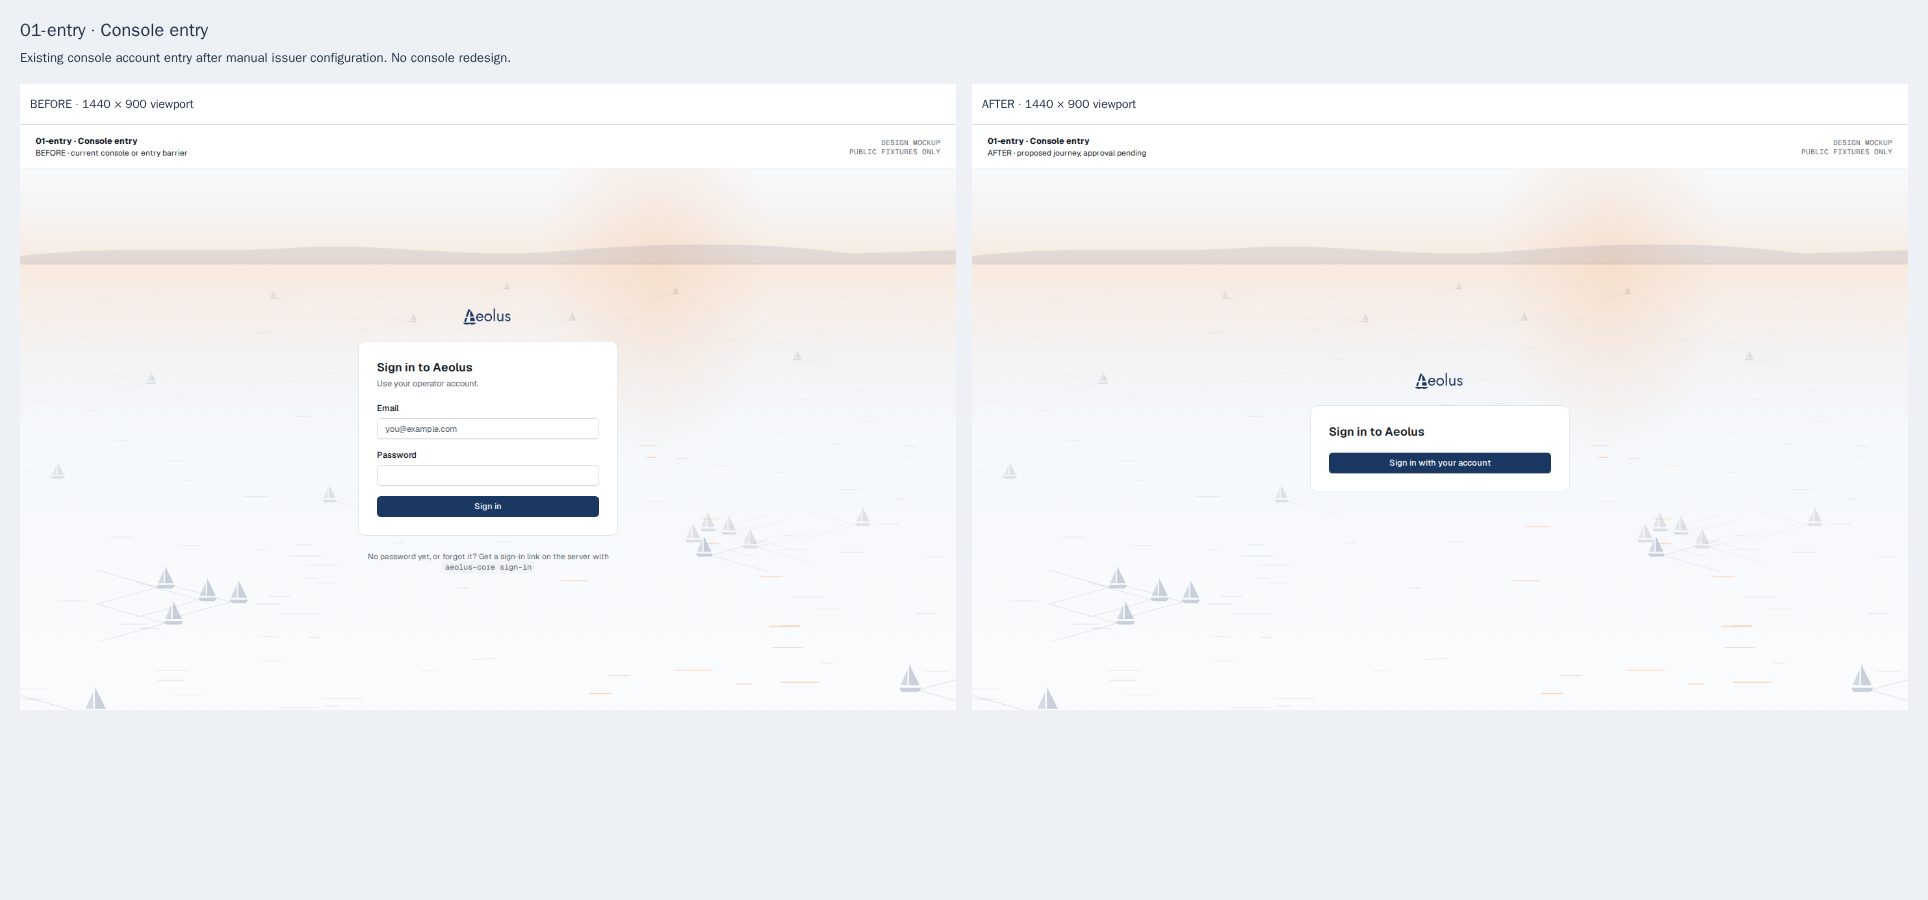 01-entry · Console entry
Existing console account entry after manual issuer configuration. No console redesign.
BEFORE · 1440 × 900 viewport
01-entry · Console entry
BEFORE · current console or entry barrier
DESIGN MOCKUP
PUBLIC FIXTURES ONLY
Aeolus
Sign in to Aeolus
Use your operator account.
Email
you@example.com
Password
Sign in
No password yet, or forgot it? Get a sign-in link on the server with
aeolus-core sign-in
AFTER · 1440 × 900 viewport
01-entry · Console entry
AFTER · proposed journey, approval pending
DESIGN MOCKUP
PUBLIC FIXTURES ONLY
Aeolus
Sign in to Aeolus
Sign in with your account